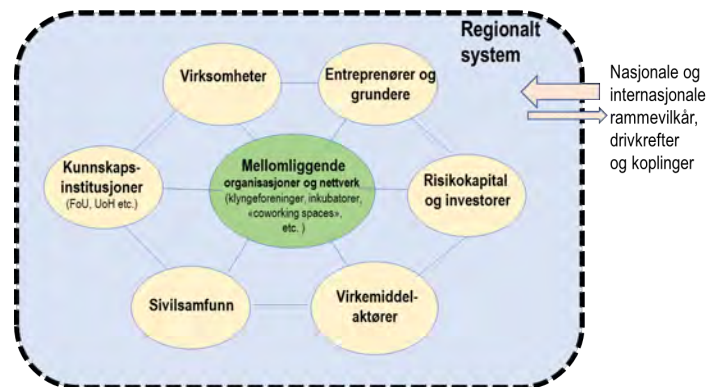 Regionalt
system
Virksomheter
Entreprenører og
grundere
Nasjonale og
internasjonale
rammevilkår,
drivkrefter
og koplinger
Kunnskaps-
institusjoner
(FoU, UoH etc.)
Mellomliggende
organisasjoner og nettverk
(klyngeforeninger, inkubatorer,
«coworking spaces»,
etc. )
Risikokapital
og investorer
Sivilsamfunn
Virkemiddel-
aktører